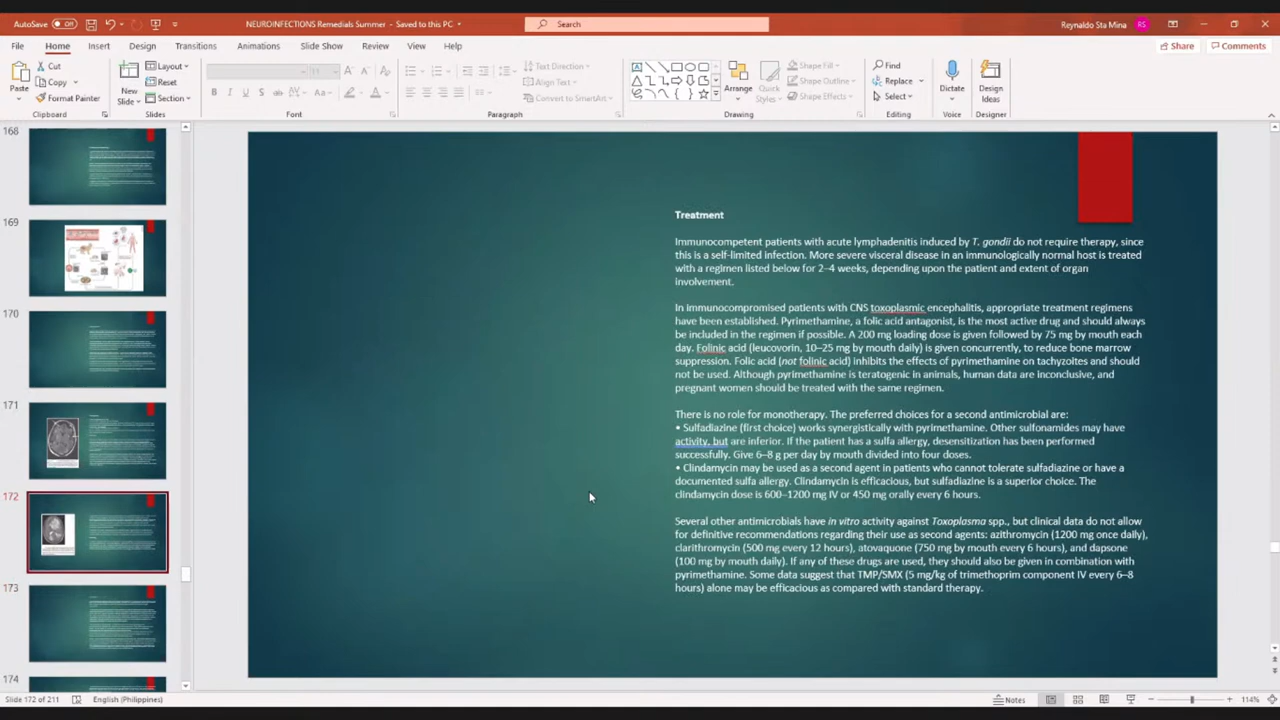 AutoSave Off NEUROINFECTIONS Remedials Summer - Saved to this PC Search Reynaldo Sta Mina RS
File Home Insert Design Transitions Animations Slide Show Review View Help Share Comments
Paste Cut Copy Format Painter Clipboard
New Slide Layout Reset Section Slides
11 B I U S Aa A Font
Text Direction Align Text Convert to SmartArt Paragraph
Arrange Quick Styles Shape Fill Shape Outline Shape Effects Drawing
Find Replace Select Editing
Dictate Voice
Design Ideas Designer
168
169
170
171
172
173
174
Treatment
Immunocompetent patients with acute lymphadenitis induced by T. gondii do not require therapy, since
this is a self-limited infection. More severe visceral disease in an immunologically normal host is treated
with a regimen listed below for 2–4 weeks, depending upon the patient and extent of organ
involvement.
In immunocompromised patients with CNS toxoplasmic encephalitis, appropriate treatment regimens
have been established. Pyrimethamine, a folic acid antagonist, is the most active drug and should always
be included in the regimen if possible. A 200 mg loading dose is given followed by 75 mg by mouth each
day. Folinic acid (leucovorin, 10–25 mg by mouth daily) is given concurrently, to reduce bone marrow
suppression. Folic acid (not folinic acid) inhibits the effects of pyrimethamine on tachyzoites and should
not be used. Although pyrimethamine is teratogenic in animals, human data are inconclusive, and
pregnant women should be treated with the same regimen.
There is no role for monotherapy. The preferred choices for a second antimicrobial are:
• Sulfadiazine (first choice) works synergistically with pyrimethamine. Other sulfonamides may have
activity, but are inferior. If the patient has a sulfa allergy, desensitization has been performed
successfully. Give 6–8 g per day by mouth divided into four doses.
• Clindamycin may be used as a second agent in patients who cannot tolerate sulfadiazine or have a
documented sulfa allergy. Clindamycin is efficacious, but sulfadiazine is a superior choice. The
clindamycin dose is 600–1200 mg IV or 450 mg orally every 6 hours.
Several other antimicrobials have in vitro activity against Toxoplasma spp., but clinical data do not allow
for definitive recommendations regarding their use as second agents: azithromycin (1200 mg once daily),
clarithromycin (500 mg every 12 hours), atovaquone (750 mg by mouth every 6 hours), and dapsone
(100 mg by mouth daily). If any of these drugs are used, they should also be given in combination with
pyrimethamine. Some data suggest that TMP/SMX (5 mg/kg of trimethoprim component IV every 6–8
hours) alone may be efficacious as compared with standard therapy.
Slide 172 of 211 English (Philippines) Notes 114%